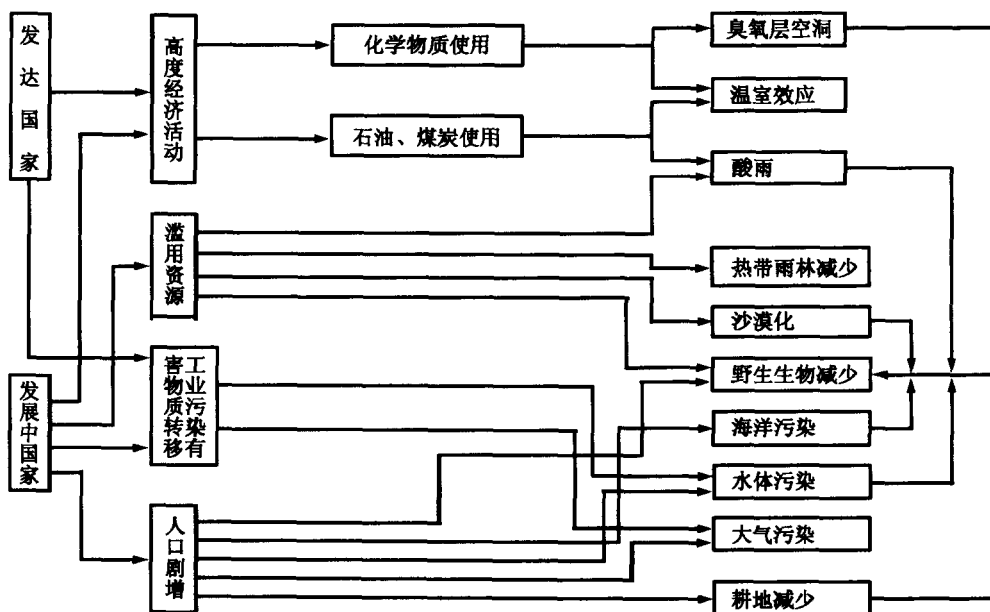 发达国家
发展中国家
高度经济活动
滥用资源
工业污染有
害物质转移
人口剧增
化学物质使用
石油、煤炭使用
臭氧层空洞
温室效应
酸雨
热带雨林减少
沙漠化
野生生物减少
海洋污染
水体污染
大气污染
耕地减少